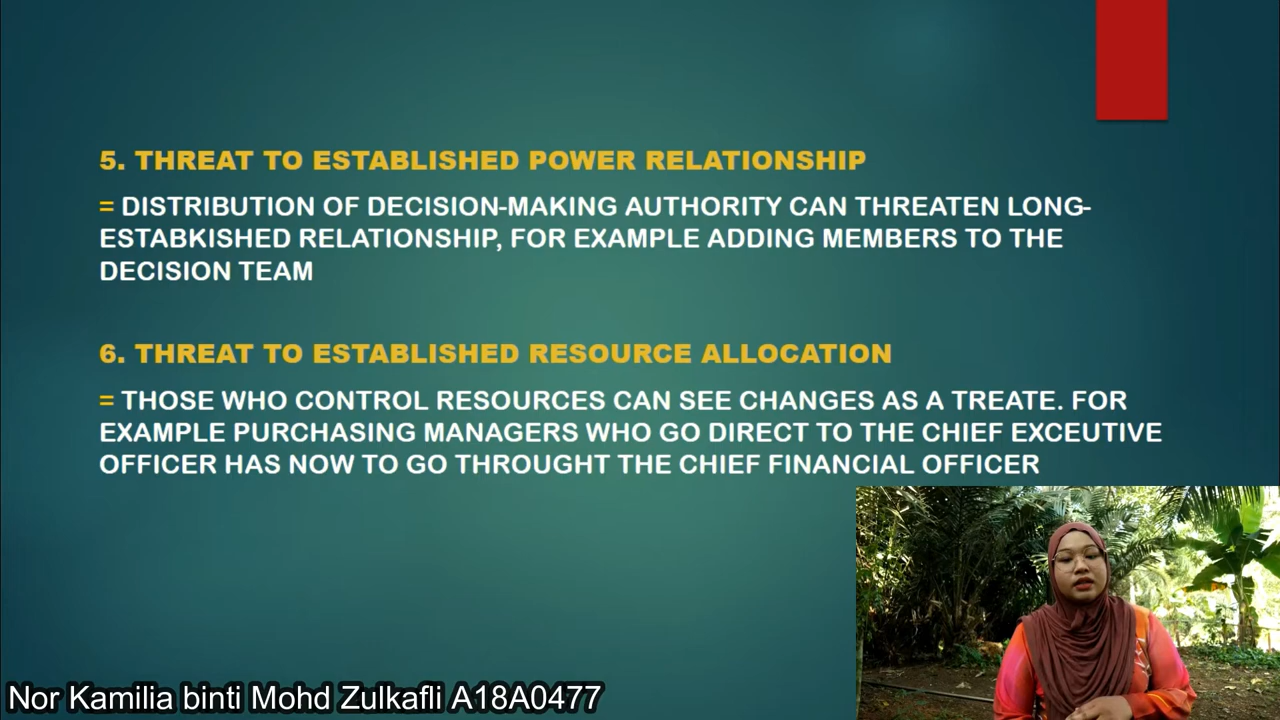 5. THREAT TO ESTABLISHED POWER RELATIONSHIP
= DISTRIBUTION OF DECISION-MAKING AUTHORITY CAN THREATEN LONG-
ESTABKISHED RELATIONSHIP, FOR EXAMPLE ADDING MEMBERS TO THE
DECISION TEAM
6. THREAT TO ESTABLISHED RESOURCE ALLOCATION
= THOSE WHO CONTROL RESOURCES CAN SEE CHANGES AS A TREATE. FOR
EXAMPLE PURCHASING MANAGERS WHO GO DIRECT TO THE CHIEF EXCEUTIVE
OFFICER HAS NOW TO GO THROUGHT THE CHIEF FINANCIAL OFFICER
Nor Kamilia binti Mohd Zulkafli A18A0477